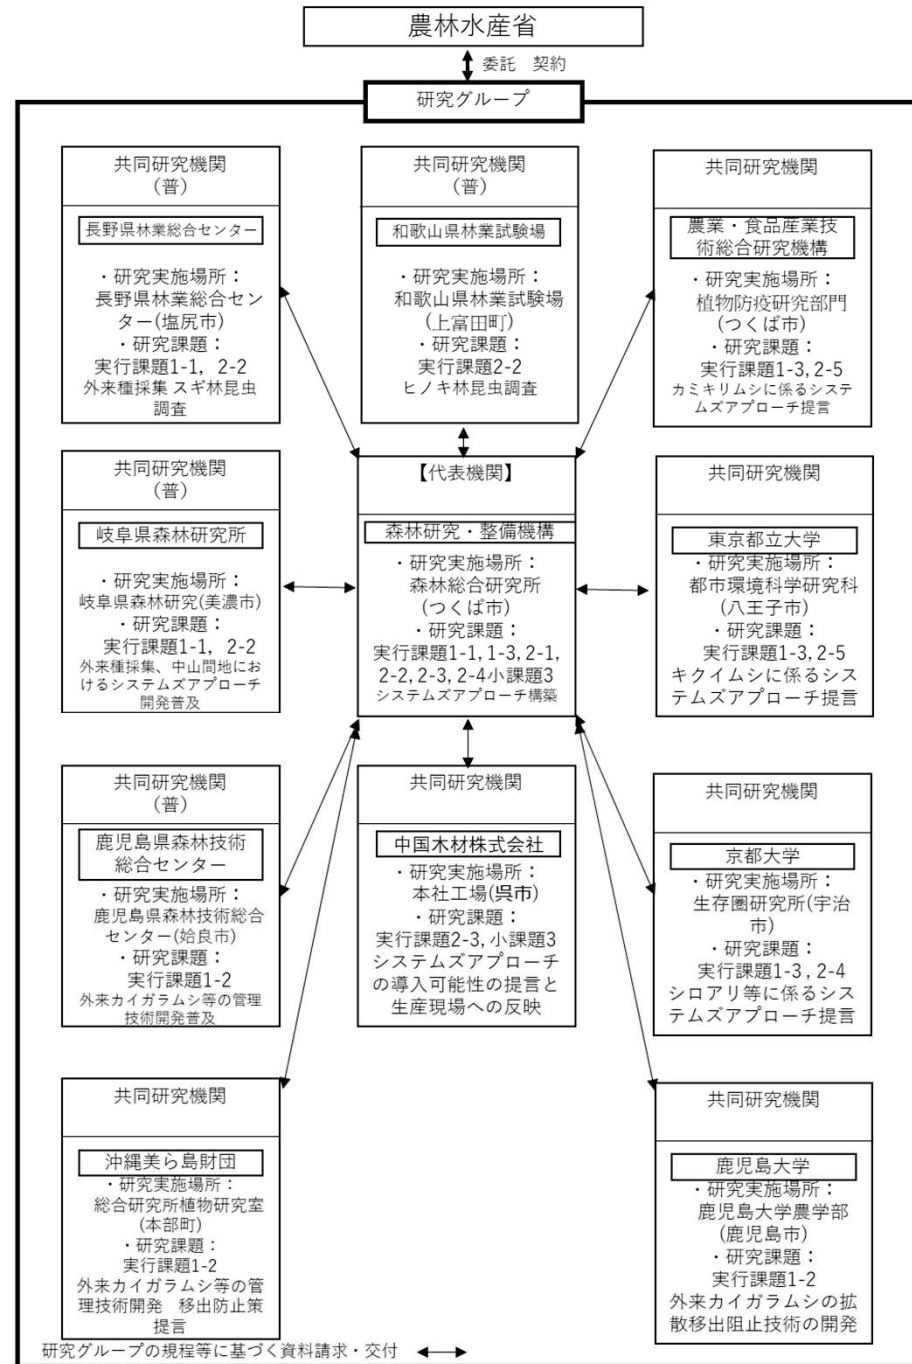 農林水産省
委託　契約
研究グループ
共同研究機関
(普)
長野県林業総合センター
・研究実施場所：
長野県林業総合セン
ター(塩尻市)
・研究課題：
実行課題1-1, 2-2
外来種採集 スギ林昆虫
調査
共同研究機関
(普)
和歌山県林業試験場
・研究実施場所：
和歌山県林業試験場
(上富田町)
・研究課題：
実行課題2-2
ヒノキ林昆虫調査
共同研究機関
農業・食品産業技
術総合研究機構
・研究実施場所：
植物防疫研究部門
(つくば市)
・研究課題：
実行課題1-3, 2-5
カミキリムシに係るシステ
ムズアプローチ提言
共同研究機関
(普)
岐阜県森林研究所
・研究実施場所：
岐阜県森林研究(美濃市)
・研究課題：
実行課題1-1, 2-2
外来種採集、中山間地にお
けるシステムズアプローチ
開発普及
【代表機関】
森林研究・整備機構
・研究実施場所：
森林総合研究所
(つくば市)
・研究課題：
実行課題1-1, 1-3, 2-1,
2-2, 2-3, 2-4小課題3
システムズアプローチ構築
共同研究機関
東京都立大学
・研究実施場所：
都市環境科学研究科
(八王子市)
・研究課題：
実行課題1-3, 2-5
キクイムシに係るシス
テムズアプローチ提言
共同研究機関
(普)
鹿児島県森林技術
総合センター
・研究実施場所：
鹿児島県森林技術総合
センター(姶良市)
・研究課題：
実行課題1-2
外来カイガラムシ等の管理
技術開発普及
共同研究機関
中国木材株式会社
・研究実施場所：
本社工場(呉市)
・研究課題：
実行課題2-3, 小課題3
システムズアプローチ
の導入可能性の提言と
生産現場への反映
共同研究機関
京都大学
・研究実施場所：
生存圏研究所(宇治
市)
・研究課題：
実行課題1-3, 2-4
シロアリ等に係るシス
テムズアプローチ提言
共同研究機関
沖縄美ら島財団
・研究実施場所：
総合研究所植物研究室
(本部町)
・研究課題：
実行課題1-2
外来カイガラムシ等の管
理技術開発　移出防止策
提言
共同研究機関
鹿児島大学
・研究実施場所：
鹿児島大学農学部
(鹿児島市)
・研究課題：
実行課題1-2
外来カイガラムシの拡
散移出阻止技術の開発
研究グループの規程等に基づく資料請求・交付